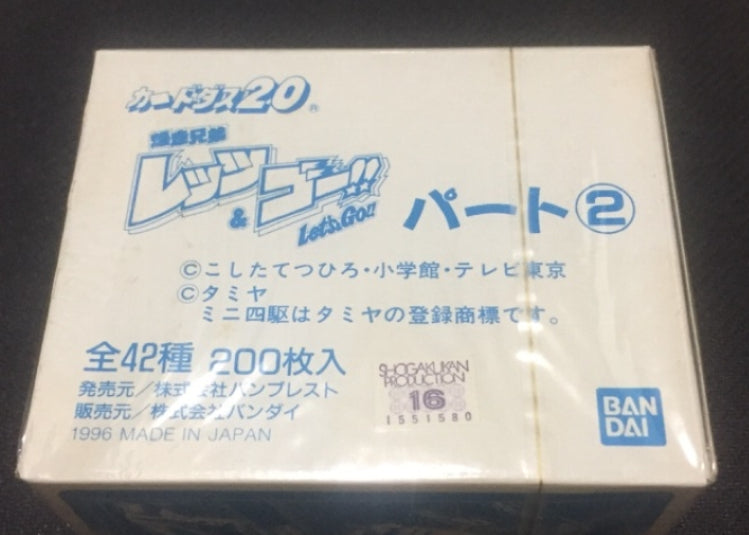 カードダス20®
爆走兄弟
レッツ
&
ゴー!!
Let's & Go!!
パート②
©こしたてつひろ・小学館・テレビ東京
©タミヤ
ミニ四駆はタミヤの登録商標です。
全42種 200枚入
発売元/株式会社バンプレスト
販売元/株式会社バンダイ
1996 MADE IN JAPAN
SHOGAKUKAN
PRODUCTION
16
1551580
BAN
DAI